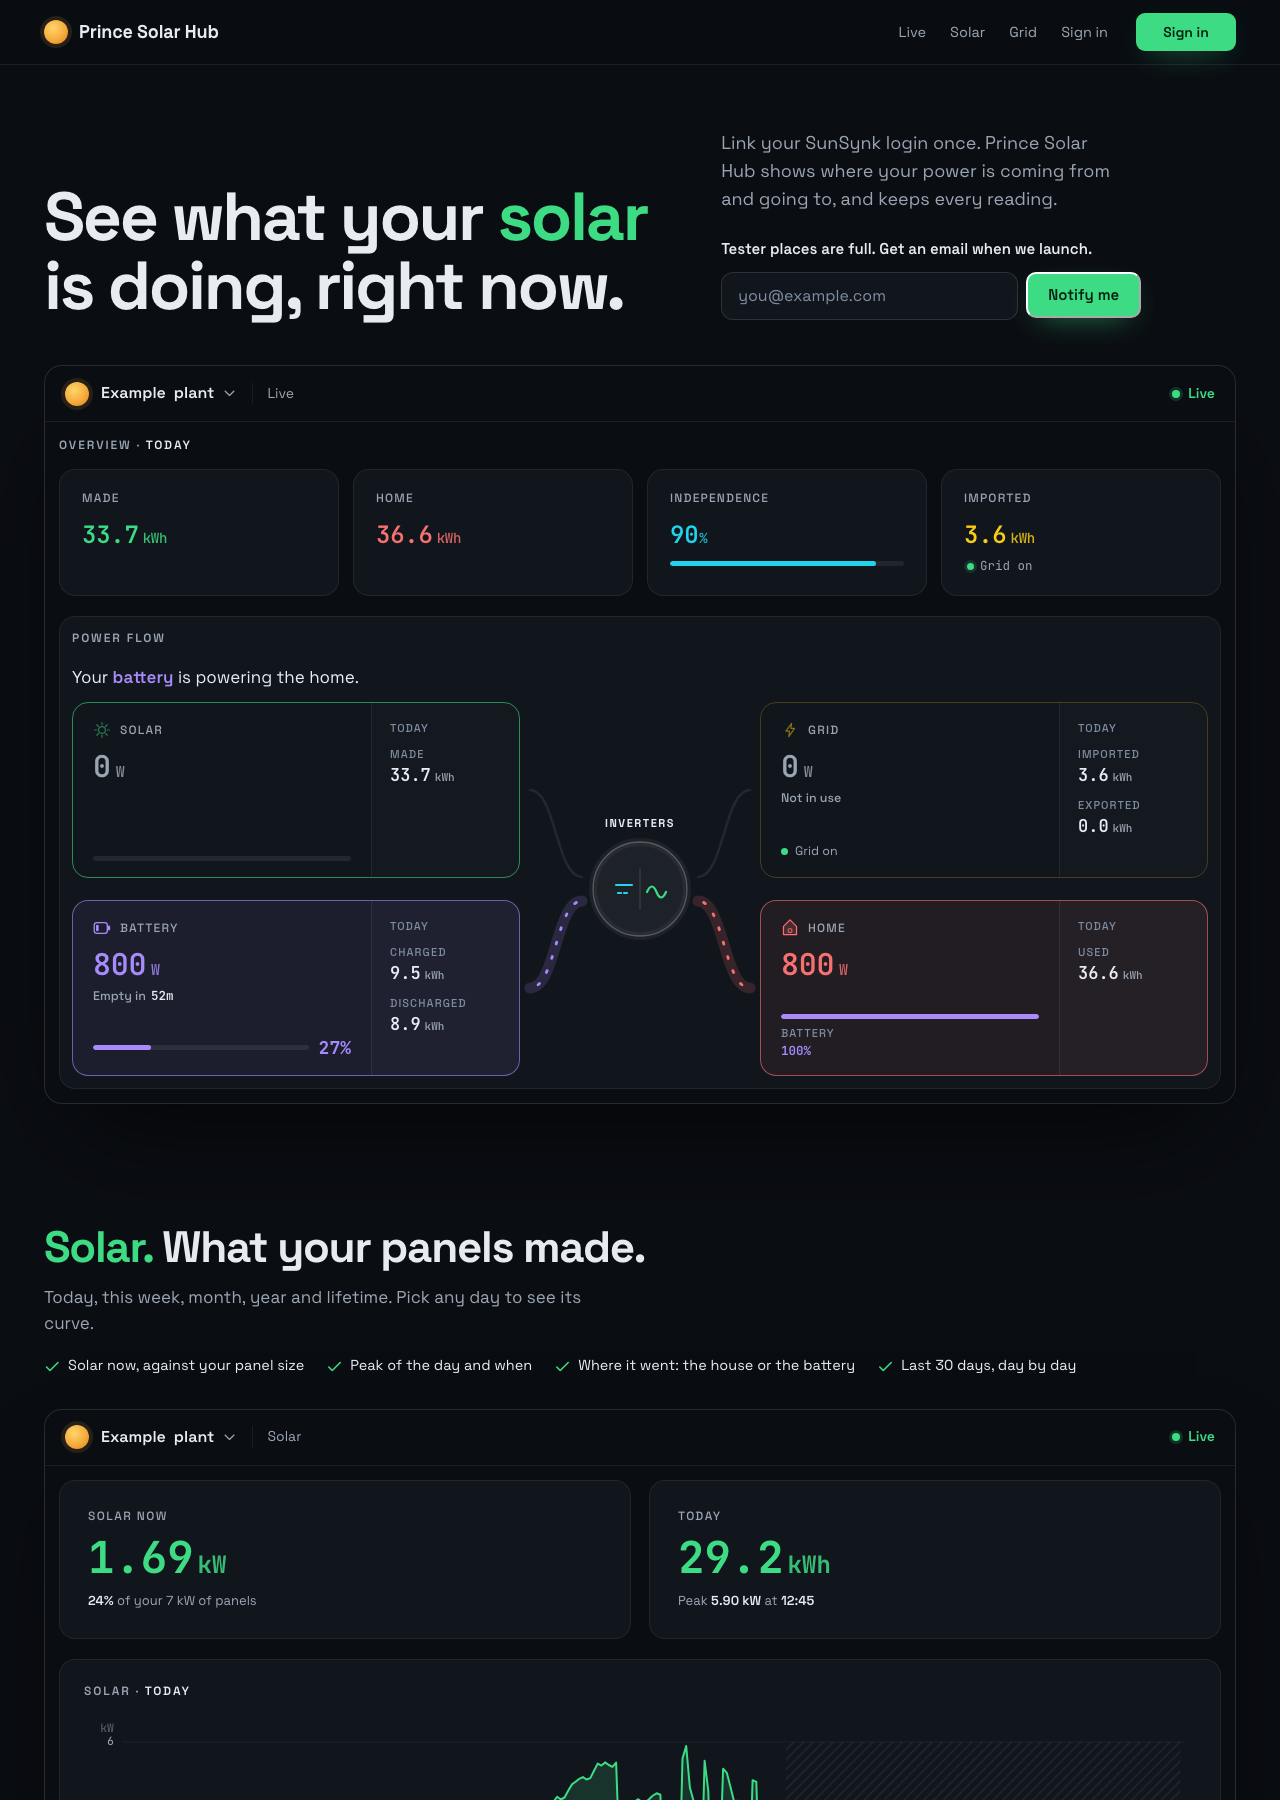 Prince Solar Hub
Live Solar Grid Sign in Sign in
See what your solar
is doing, right now.
Link your SunSynk login once. Prince Solar
Hub shows where your power is coming from
and going to, and keeps every reading.
Tester places are full. Get an email when we launch.
you@example.com Notify me
Example plant Live
Live
OVERVIEW · TODAY
MADE
33.7 kWh
HOME
36.6 kWh
INDEPENDENCE
90%
IMPORTED
3.6 kWh
Grid on
POWER FLOW
Your battery is powering the home.
SOLAR
0 W
TODAY
MADE
33.7 kWh
INVERTERS
GRID
0 W
Not in use
Grid on
TODAY
IMPORTED
3.6 kWh
EXPORTED
0.0 kWh
BATTERY
800 W
Empty in 52m
27%
TODAY
CHARGED
9.5 kWh
DISCHARGED
8.9 kWh
HOME
800 W
BATTERY
100%
TODAY
USED
36.6 kWh
Solar. What your panels made.
Today, this week, month, year and lifetime. Pick any day to see its
curve.
Solar now, against your panel size Peak of the day and when Where it went: the house or the battery Last 30 days, day by day
Example plant Solar
Live
SOLAR NOW
1.69 kW
24% of your 7 kW of panels
TODAY
29.2 kWh
Peak 5.90 kW at 12:45
SOLAR · TODAY
kW
6